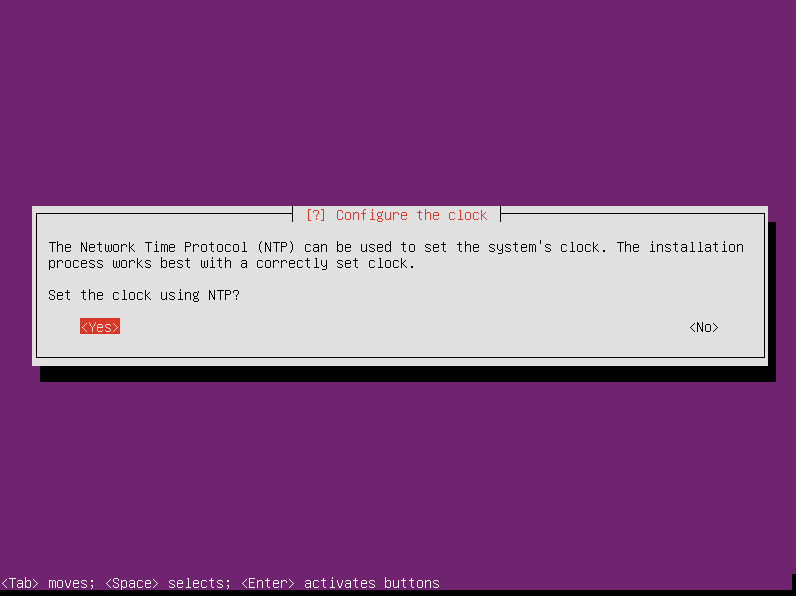 [?] Configure the clock
The Network Time Protocol (NTP) can be used to set the system's clock. The installation
process works best with a correctly set clock.
Set the clock using NTP?
<Yes> <No>
<Tab> moves; <Space> selects; <Enter> activates buttons